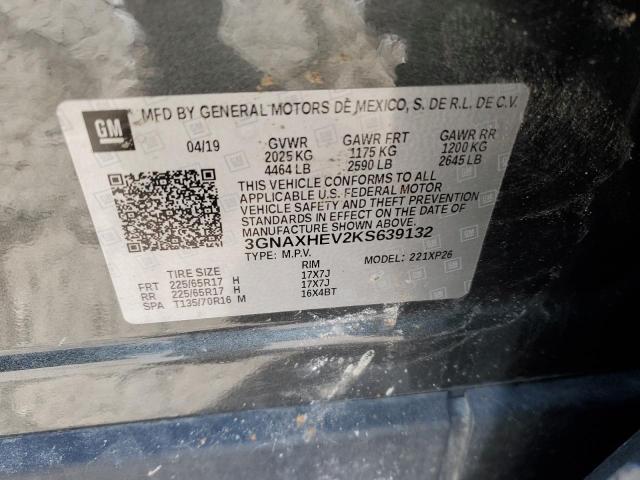 GM
MFD BY GENERAL MOTORS DE MEXICO, S. DE R.L. DE C.V.
04/19 GVWR GAWR FRT GAWR RR
2025 KG 1175 KG 1200 KG
4464 LB 2590 LB 2645 LB
THIS VEHICLE CONFORMS TO ALL
APPLICABLE U.S. FEDERAL MOTOR
VEHICLE SAFETY AND THEFT PREVENTION
STANDARDS IN EFFECT ON THE DATE OF
MANUFACTURE SHOWN ABOVE.
3GNAXHEV2KS639132
TYPE: M.P.V. MODEL: 221XP26
TIRE SIZE RIM
FRT 225/65R17 H 17X7J
RR 225/65R17 H 17X7J
SPA T135/70R16 M 16X4BT